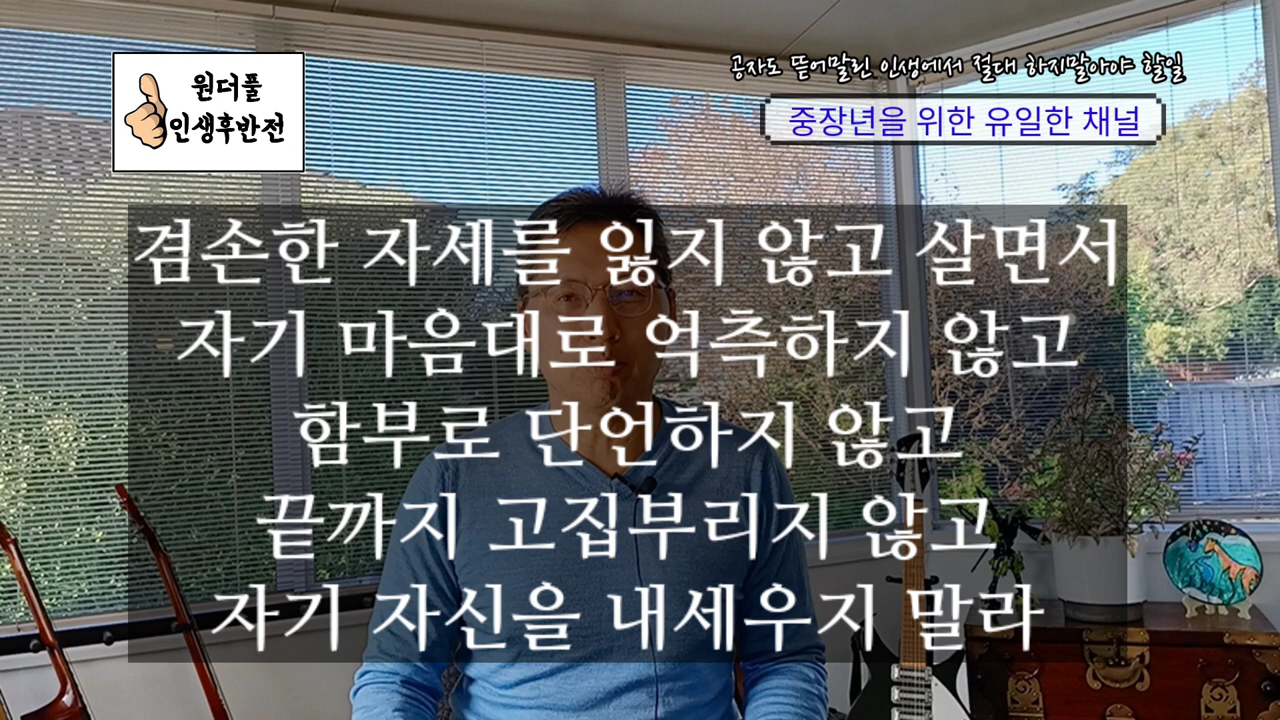 원더풀
인생후반전
공자도 뜯어말린 인생에서 절대 하지말아야 할일
중장년을 위한 유일한 채널
겸손한 자세를 잃지 않고 살면서
자기 마음대로 억측하지 않고
함부로 단언하지 않고
끝까지 고집부리지 않고
자기 자신을 내세우지 말라